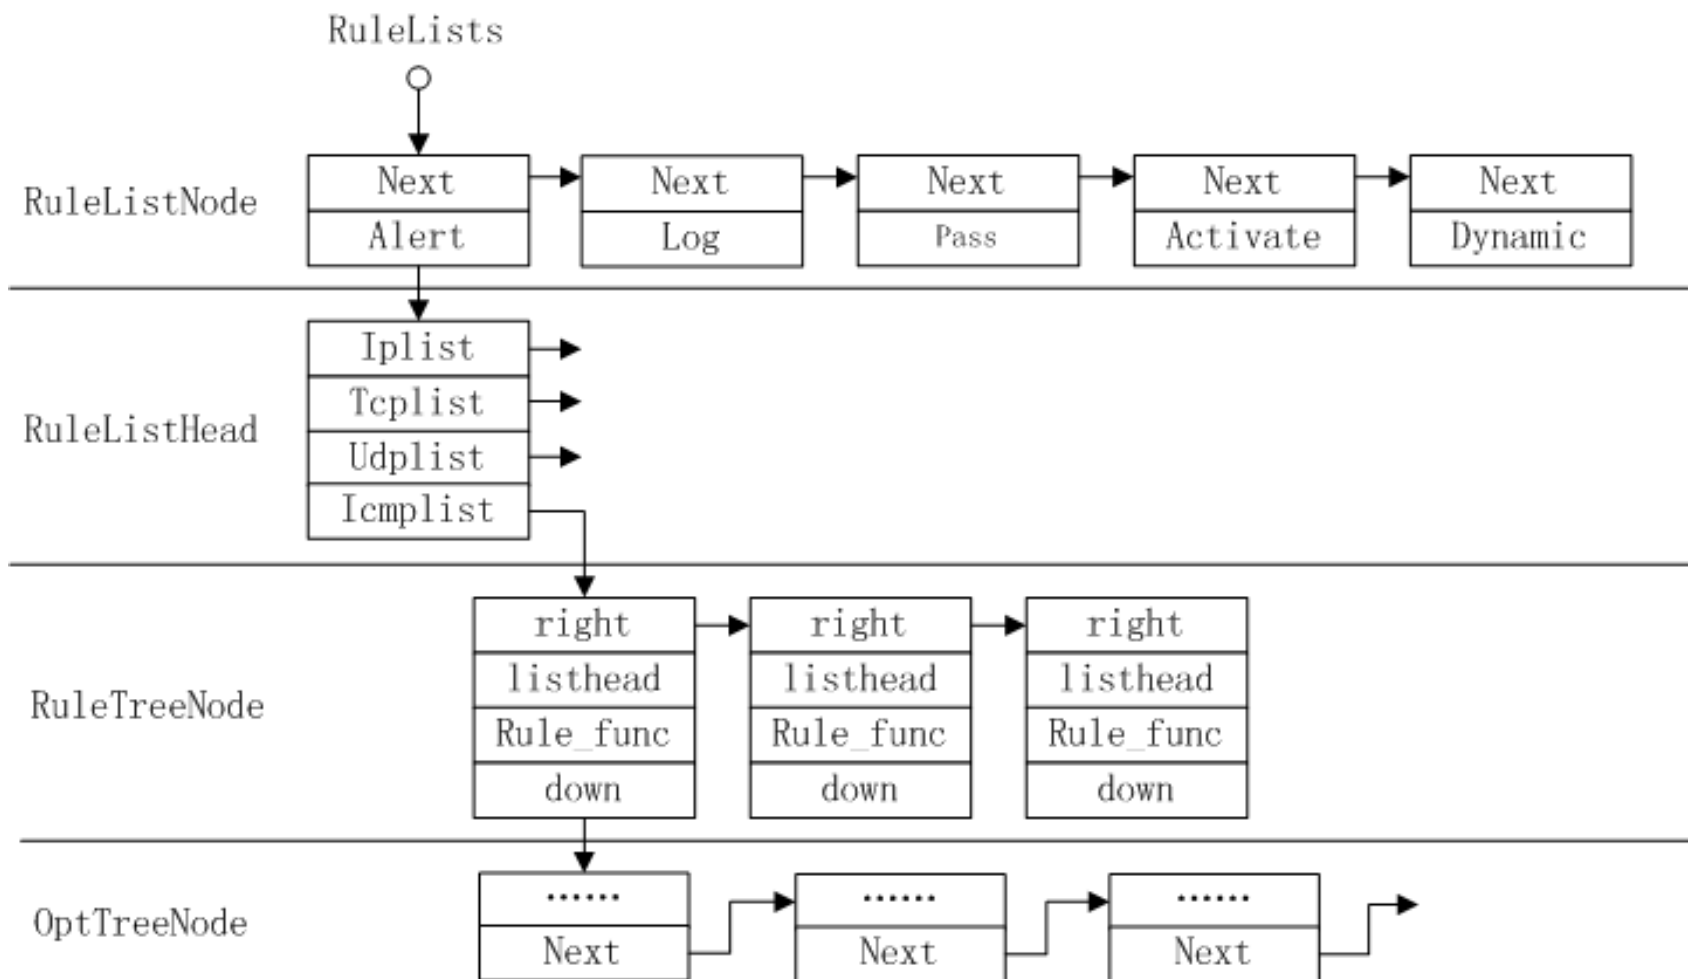 RuleLists
RuleListNode
Next Next Next Next Next
Alert Log Pass Activate Dynamic
RuleListHead
Iplist
Tcplist
Udplist
Icmplist
RuleTreeNode
right right right
listhead listhead listhead
Rule_func Rule_func Rule_func
down down down
OptTreeNode
...... ...... ......
Next Next Next